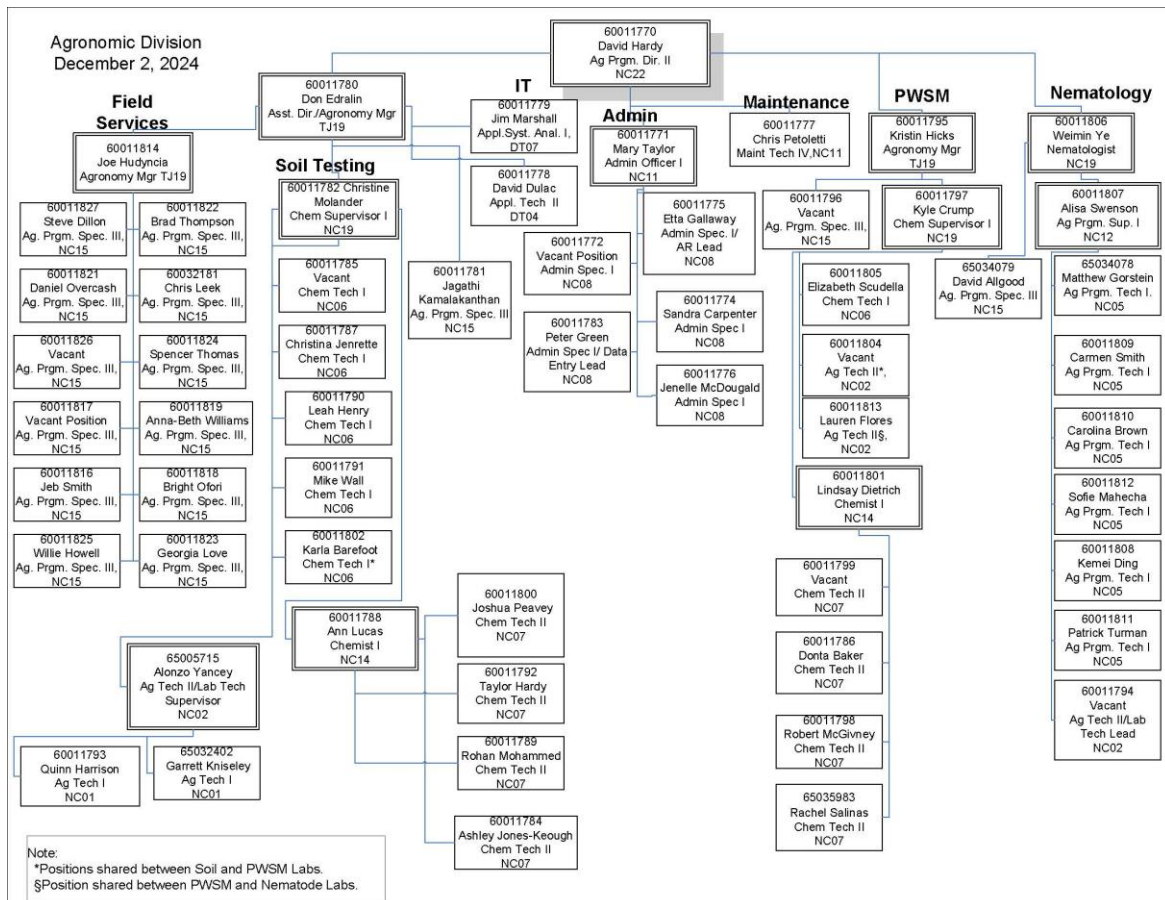 Agronomic Division
December 2, 2024
60011770
David Hardy
Ag Prgm. Dir. II
NC22
60011780
Don Edralin
Asst. Dir./Agronomy Mgr
TJ19
Field
Services
60011814
Joe Hudyncia
Agronomy Mgr TJ19
60011827
Steve Dillon
Ag. Prgm. Spec. III,
NC15
60011822
Brad Thompson
Ag. Prgm. Spec. III,
NC15
60011821
Daniel Overcash
Ag. Prgm. Spec. III,
NC15
60032181
Chris Leek
Ag. Prgm. Spec. III,
NC15
60011826
Vacant
Ag. Prgm. Spec. III,
NC15
60011824
Spencer Thomas
Ag. Prgm. Spec. III,
NC15
60011817
Vacant Position
Ag. Prgm. Spec. III,
NC15
60011819
Anna-Beth Williams
Ag. Prgm. Spec. III,
NC15
60011816
Jeb Smith
Ag. Prgm. Spec. III,
NC15
60011818
Bright Ofori
Ag. Prgm. Spec. III,
NC15
60011825
Willie Howell
Ag. Prgm. Spec. III,
NC15
60011823
Georgia Love
Ag. Prgm. Spec. III,
NC15
Soil Testing
60011782 Christine
Molander
Chem Supervisor I
NC19
60011785
Vacant
Chem Tech I
NC06
60011787
Christina Jenrette
Chem Tech I
NC06
60011790
Leah Henry
Chem Tech I
NC06
60011791
Mike Wall
Chem Tech I
NC06
60011802
Karla Barefoot
Chem Tech I*
NC06
60011788
Ann Lucas
Chemist I
NC14
65005715
Alonzo Yancey
Ag Tech II/Lab Tech
Supervisor
NC02
60011793
Quinn Harrison
Ag Tech I
NC01
65032402
Garrett Kniseley
Ag Tech I
NC01
60011800
Joshua Peavey
Chem Tech II
NC07
60011792
Taylor Hardy
Chem Tech II
NC07
60011789
Rohan Mohammed
Chem Tech II
NC07
60011784
Ashley Jones-Keough
Chem Tech II
NC07
60011781
Jagathi
Kamalakanthan
Ag. Prgm. Spec. III
NC15
IT
60011779
Jim Marshall
Appl.Syst. Anal. I,
DT07
60011778
David Dulac
Appl. Tech II
DT04
Admin
60011771
Mary Taylor
Admin Officer I
NC11
60011772
Vacant Position
Admin Spec. I
NC08
60011775
Etta Gallaway
Admin Spec. I/
AR Lead
NC08
60011783
Peter Green
Admin Spec I/ Data
Entry Lead
NC08
60011774
Sandra Carpenter
Admin Spec I
NC08
60011776
Jenelle McDougald
Admin Spec I
NC08
Maintenance
60011777
Chris Petoletti
Maint Tech IV,NC11
PWSM
60011795
Kristin Hicks
Agronomy Mgr
TJ19
60011796
Vacant
Ag. Prgm. Spec. III,
NC15
60011797
Kyle Crump
Chem Supervisor I
NC19
60011805
Elizabeth Scudella
Chem Tech I
NC06
60011804
Vacant
Ag Tech II*,
NC02
60011813
Lauren Flores
Ag Tech II§,
NC02
60011801
Lindsay Dietrich
Chemist I
NC14
60011799
Vacant
Chem Tech II
NC07
60011786
Donta Baker
Chem Tech II
NC07
60011798
Robert McGivney
Chem Tech II
NC07
65035983
Rachel Salinas
Chem Tech II
NC07
Nematology
60011806
Weimin Ye
Nematologist
NC19
60011807
Alisa Swenson
Ag Prgm. Sup. I
NC12
65034079
David Allgood
Ag. Prgm. Spec. III
NC15
65034078
Matthew Gorstein
Ag Prgm. Tech I.
NC05
60011809
Carmen Smith
Ag Prgm. Tech I
NC05
60011810
Carolina Brown
Ag Prgm. Tech I
NC05
60011812
Sofie Mahecha
Ag Prgm. Tech I
NC05
60011808
Kemei Ding
Ag Prgm. Tech I
NC05
60011811
Patrick Turman
Ag Prgm. Tech I
NC05
60011794
Vacant
Ag Tech II/Lab
Tech Lead
NC02
Note:
*Positions shared between Soil and PWSM Labs.
§Position shared between PWSM and Nematode Labs.